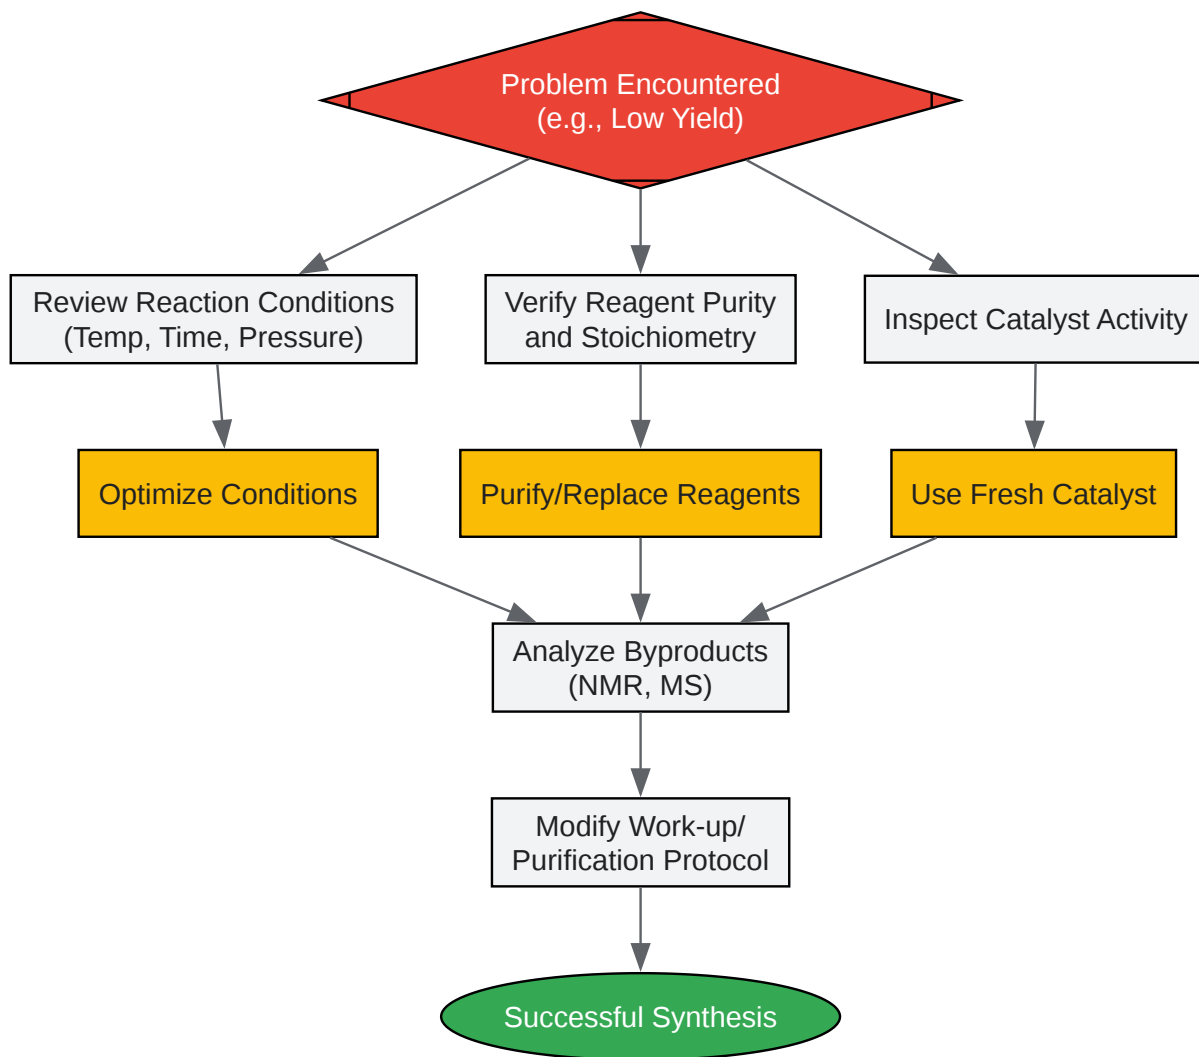 Problem Encountered
(e.g., Low Yield)
Review Reaction Conditions
(Temp, Time, Pressure)
Verify Reagent Purity
and Stoichiometry
Inspect Catalyst Activity
Optimize Conditions
Purify/Replace Reagents
Use Fresh Catalyst
Analyze Byproducts
(NMR, MS)
Modify Work-up/
Purification Protocol
Successful Synthesis